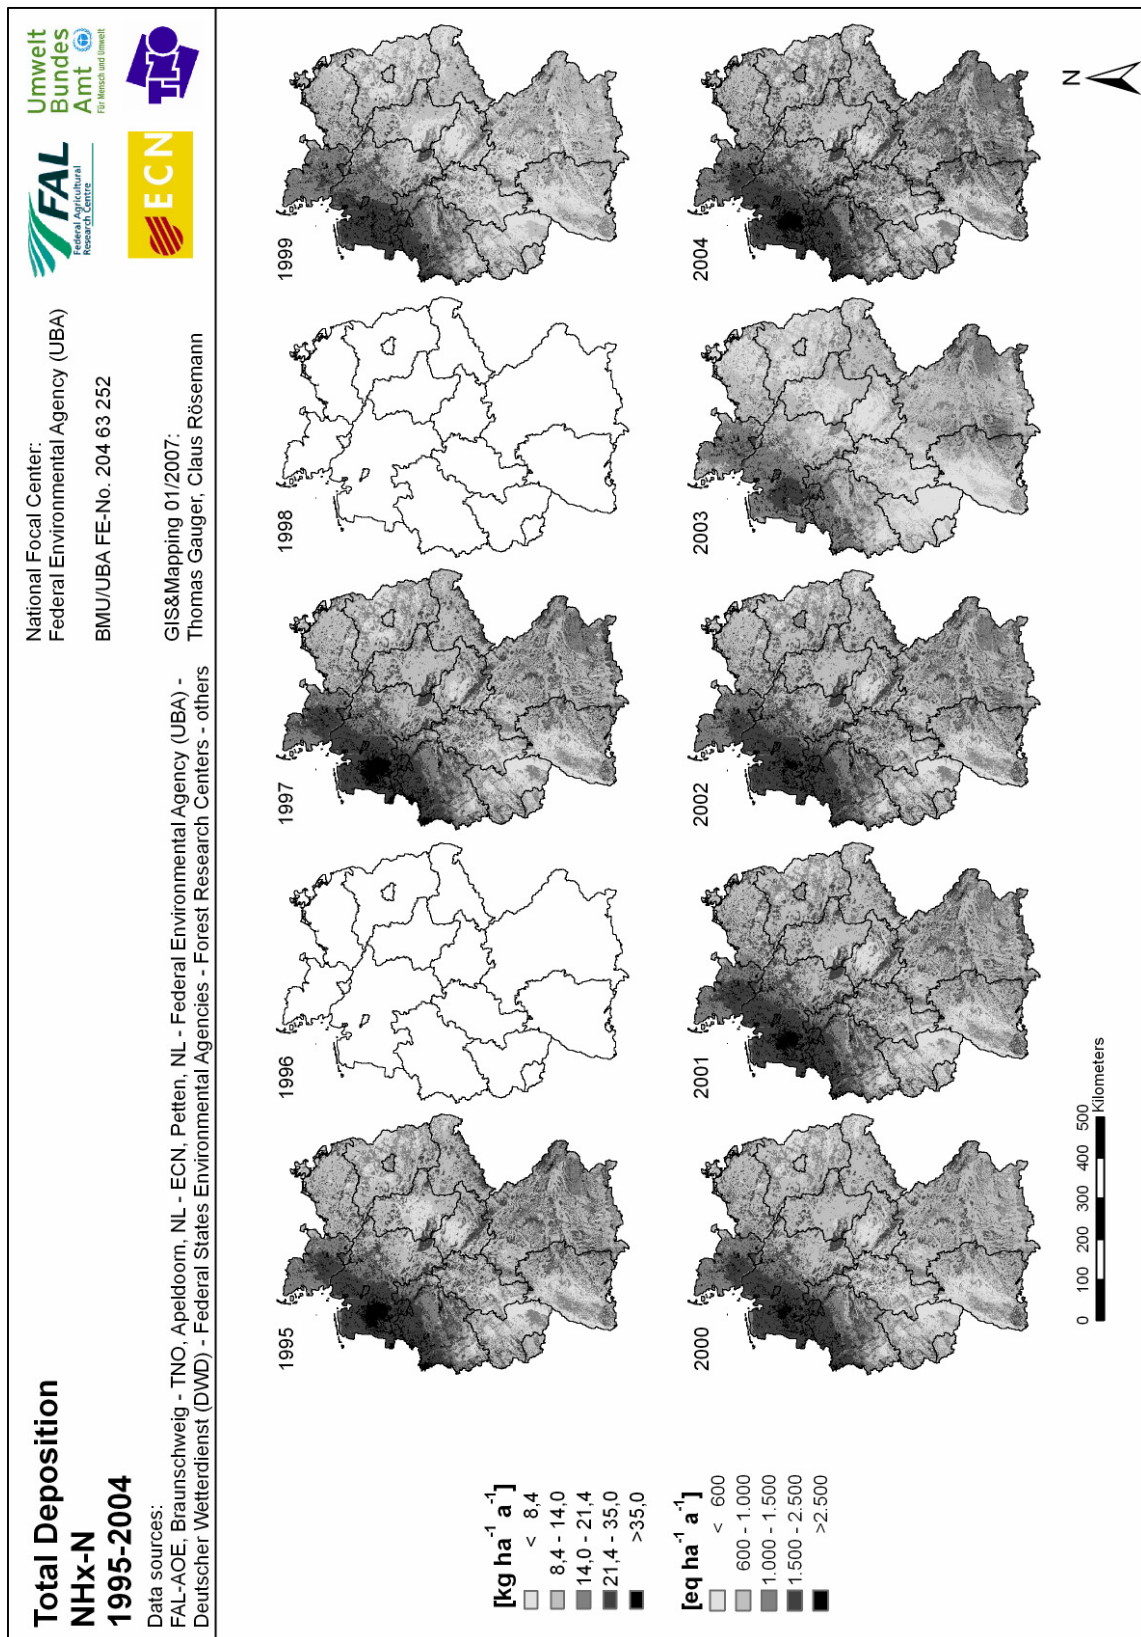 Total Deposition
NHx-N
1995-2004
Data sources:
FAL-AOE, Braunschweig - TNO, Apeldoorn, NL - ECN, Petten, NL - Federal Environmental Agency (UBA) -
Deutscher Wetterdienst (DWD) - Federal States Environmental Agencies - Forest Research Centers - others
National Focal Center:
Federal Environmental Agency (UBA)
BMU/UBA FE-No. 204 63 252
GIS&Mapping 01/2007:
Thomas Gauger, Claus Rösemann
FAL
Federal Agricultural
Research Centre
Umwelt
Bundes
Amt
Für Mensch und Umwelt
ECN
TNO
[kg ha-1 a-1]
< 8,4
8,4 - 14,0
14,0 - 21,4
21,4 - 35,0
>35,0
[eq ha-1 a-1]
< 600
600 - 1.000
1.000 - 1.500
1.500 - 2.500
>2.500
1995
1996
1997
1998
1999
2000
2001
2002
2003
2004
0 100 200 300 400 500
Kilometers
N